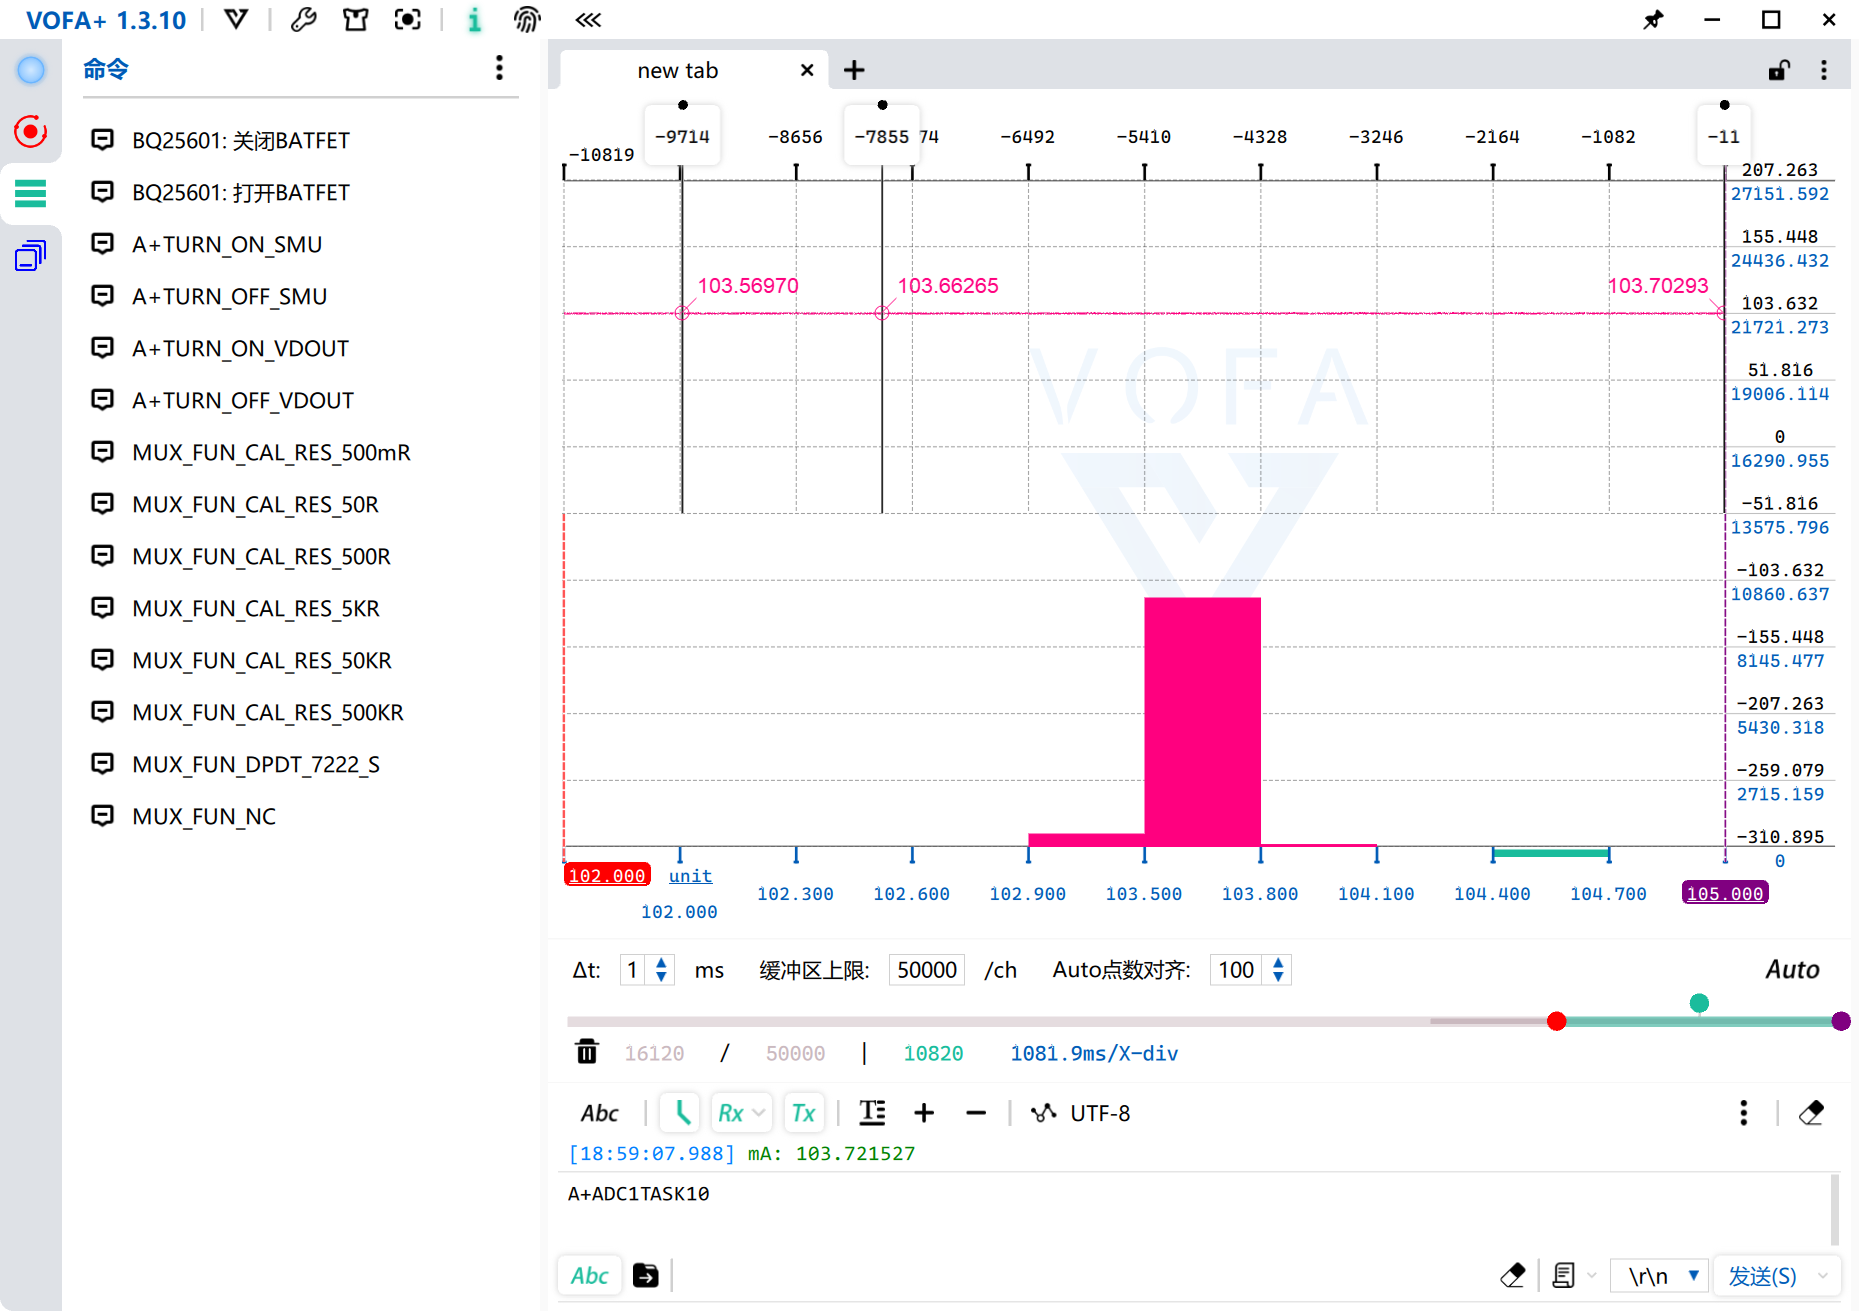 VOFA+ 1.3.10
命令
BQ25601: 关闭BATFET
BQ25601: 打开BATFET
A+TURN_ON_SMU
A+TURN_OFF_SMU
A+TURN_ON_VDOUT
A+TURN_OFF_VDOUT
MUX_FUN_CAL_RES_500mR
MUX_FUN_CAL_RES_50R
MUX_FUN_CAL_RES_500R
MUX_FUN_CAL_RES_5KR
MUX_FUN_CAL_RES_50KR
MUX_FUN_CAL_RES_500KR
MUX_FUN_DPDT_7222_S
MUX_FUN_NC
new tab
-10819 -9714 -8656 -7855 74 -6492 -5410 -4328 -3246 -2164 -1082 -11
207.263
27151.592
155.448
24436.432
103.56970 103.66265 103.70293
103.632
21721.273
VOFA
51.816
19006.114
0
16290.955
-51.816
13575.796
-103.632
10860.637
-155.448
8145.477
-207.263
5430.318
-259.079
2715.159
-310.895
0
102.000 unit
102.000 102.300 102.600 102.900 103.500 103.800 104.100 104.400 104.700 105.000
Δt: 1 ms 缓冲区上限: 50000 /ch Auto点数对齐: 100 Auto
16120 / 50000 | 10820 1081.9ms/X-div
Abc Rx Tx UTF-8
[18:59:07.988] mA: 103.721527
A+ADC1TASK10
Abc \r\n 发送(S)